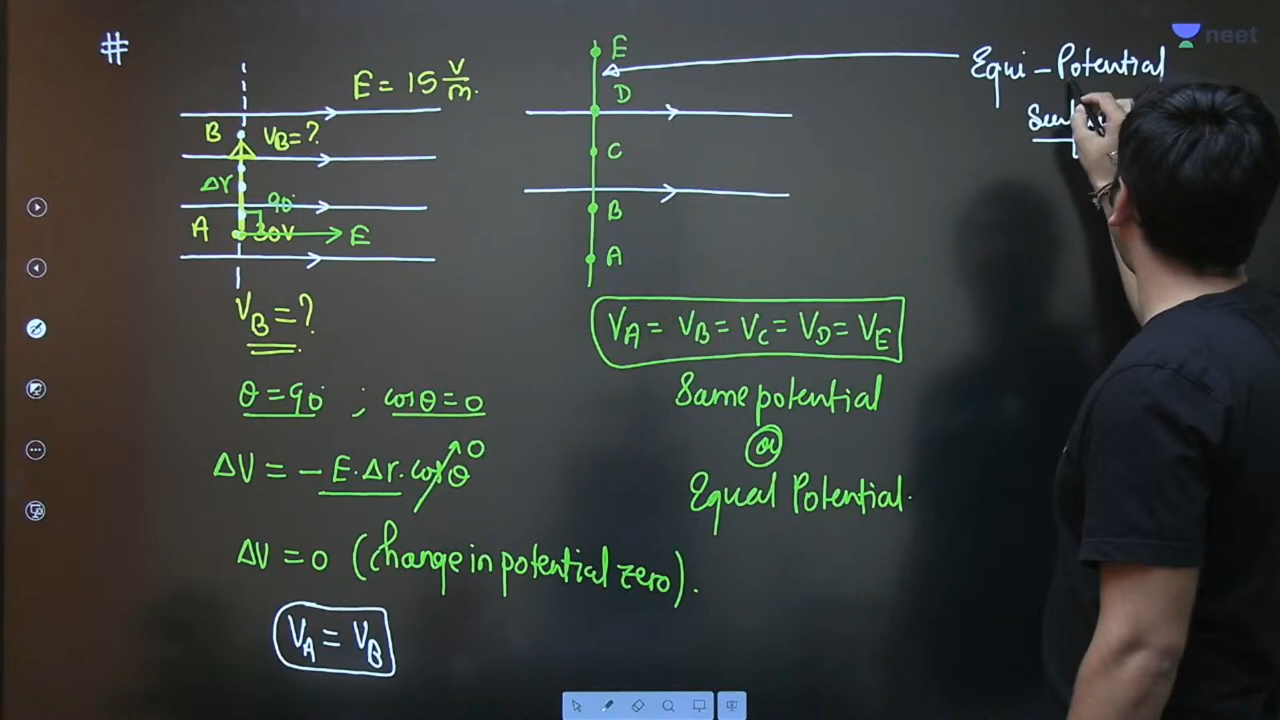 #
E = 15 V/m.
B V_B = ?
Δr
90°
A 30V E
V_B = ?
θ = 90° ; cosθ = 0
ΔV = – E·Δr·cosθ 0
ΔV = 0 (change in potential zero).
V_A = V_B
E
D
C
B
A
V_A = V_B = V_C = V_D = V_E
Same potential
or
Equal Potential.
Equi – Potential
neet